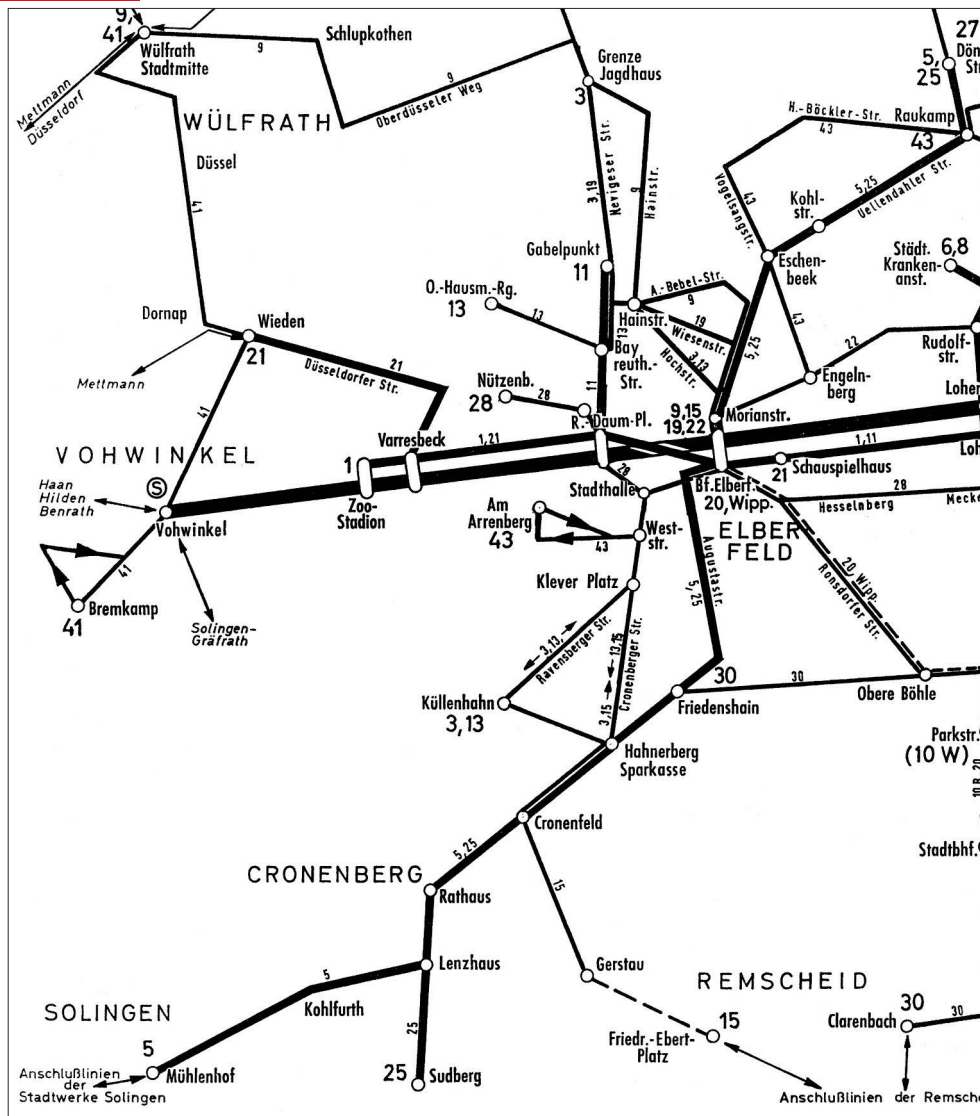 9,
41
Wülfrath
Stadtmitte
9
Schlupkothen
Grenze
Jagdhaus
3
27
5,
25
Dön
Str
Mettmann
Düsseldorf
WÜLFRATH
9
Oberdüsseler Weg
H.-Böckler-Str.
43
Raukamp
43
Düssel
41
3,19
Nevigeser Str.
9
Hainstr.
Vogelsangstr.
43
Kohl-
str.
5,25
Uellendahler Str.
Gabelpunkt
11
Eschen-
beek
Städt.
Kranken-
anst.
6,8
O.-Hausm.-Rg.
13
13
A.-Bebel-Str.
9
Hainstr.
19
Wiesenstr.
3,13
Hochstr.
13
5,25
43
22
Rudolf-
str.
Dornap
Wieden
21
Mettmann
21
Düsseldorfer Str.
Bay
reuth.-
Str.
11
Engeln-
berg
Nützenb.
28
28
R.-Daum-Pl.
9,15
19,22
Morianstr.
Loher
41
VOHWINKEL
Varresbeck
1,21
1
Zoo-
Stadion
28
Stadthalle
Bf.Elberf.
20,Wipp.
21
Schauspielhaus
1,11
Loh
Haan
Hilden
Benrath
S
Vohwinkel
Am
Arrenberg
43
43
West-
str.
ELBER
FELD
28
Hesselnberg
Mecke
41
Bremkamp
41
Solingen-
Gräfrath
Klever Platz
Augustastr.
5,25
20, Wipp.
Ronsdorfer Str.
3,13,
Ravensberger Str.
13,15
3,15
Cronenberger Str.
30
Friedenshain
30
Obere Böhle
Küllenhahn
3,13
Hahnerberg
Sparkasse
Parkstr.
(10 W)
10 B, 20
Cronenfeld
Stadtbhf.
5,25
CRONENBERG
Rathaus
15
Lenzhaus
Gerstau
5
Kohlfurth
REMSCHEID
SOLINGEN
25
15
Friedr.-Ebert-
Platz
30
Clarenbach
30
5
Mühlenhof
25
Sudberg
Anschlußlinien
der
Stadtwerke Solingen
Anschlußlinien der Remsche